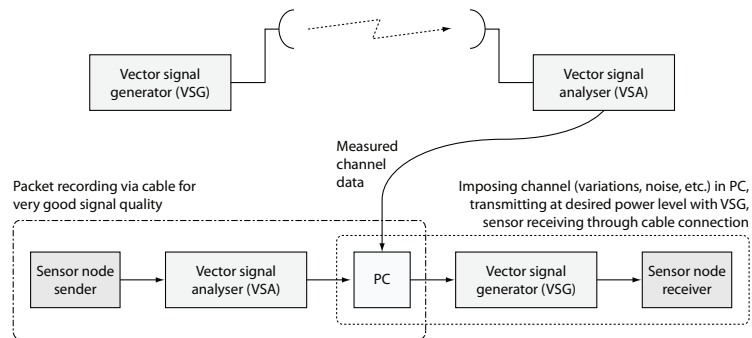 Vector signal
generator (VSG)
Vector signal
analyser (VSA)
Measured
channel
data
Packet recording via cable for
very good signal quality
Imposing channel (variations, noise, etc.) in PC,
transmitting at desired power level with VSG,
sensor receiving through cable connection
Sensor node
sender
Vector signal
analyser (VSA)
PC
Vector signal
generator (VSG)
Sensor node
receiver